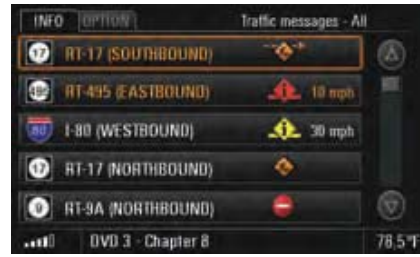 INFO OPTION Traffic messages - All
17 RT-17 (SOUTHBOUND)
495 RT-495 (EASTBOUND) 10 mph
80 I-80 (WESTBOUND) 30 mph
17 RT-17 (NORTHBOUND)
9 RT-9A (NORTHBOUND)
DVD 3 - Chapter 8 78,5°F